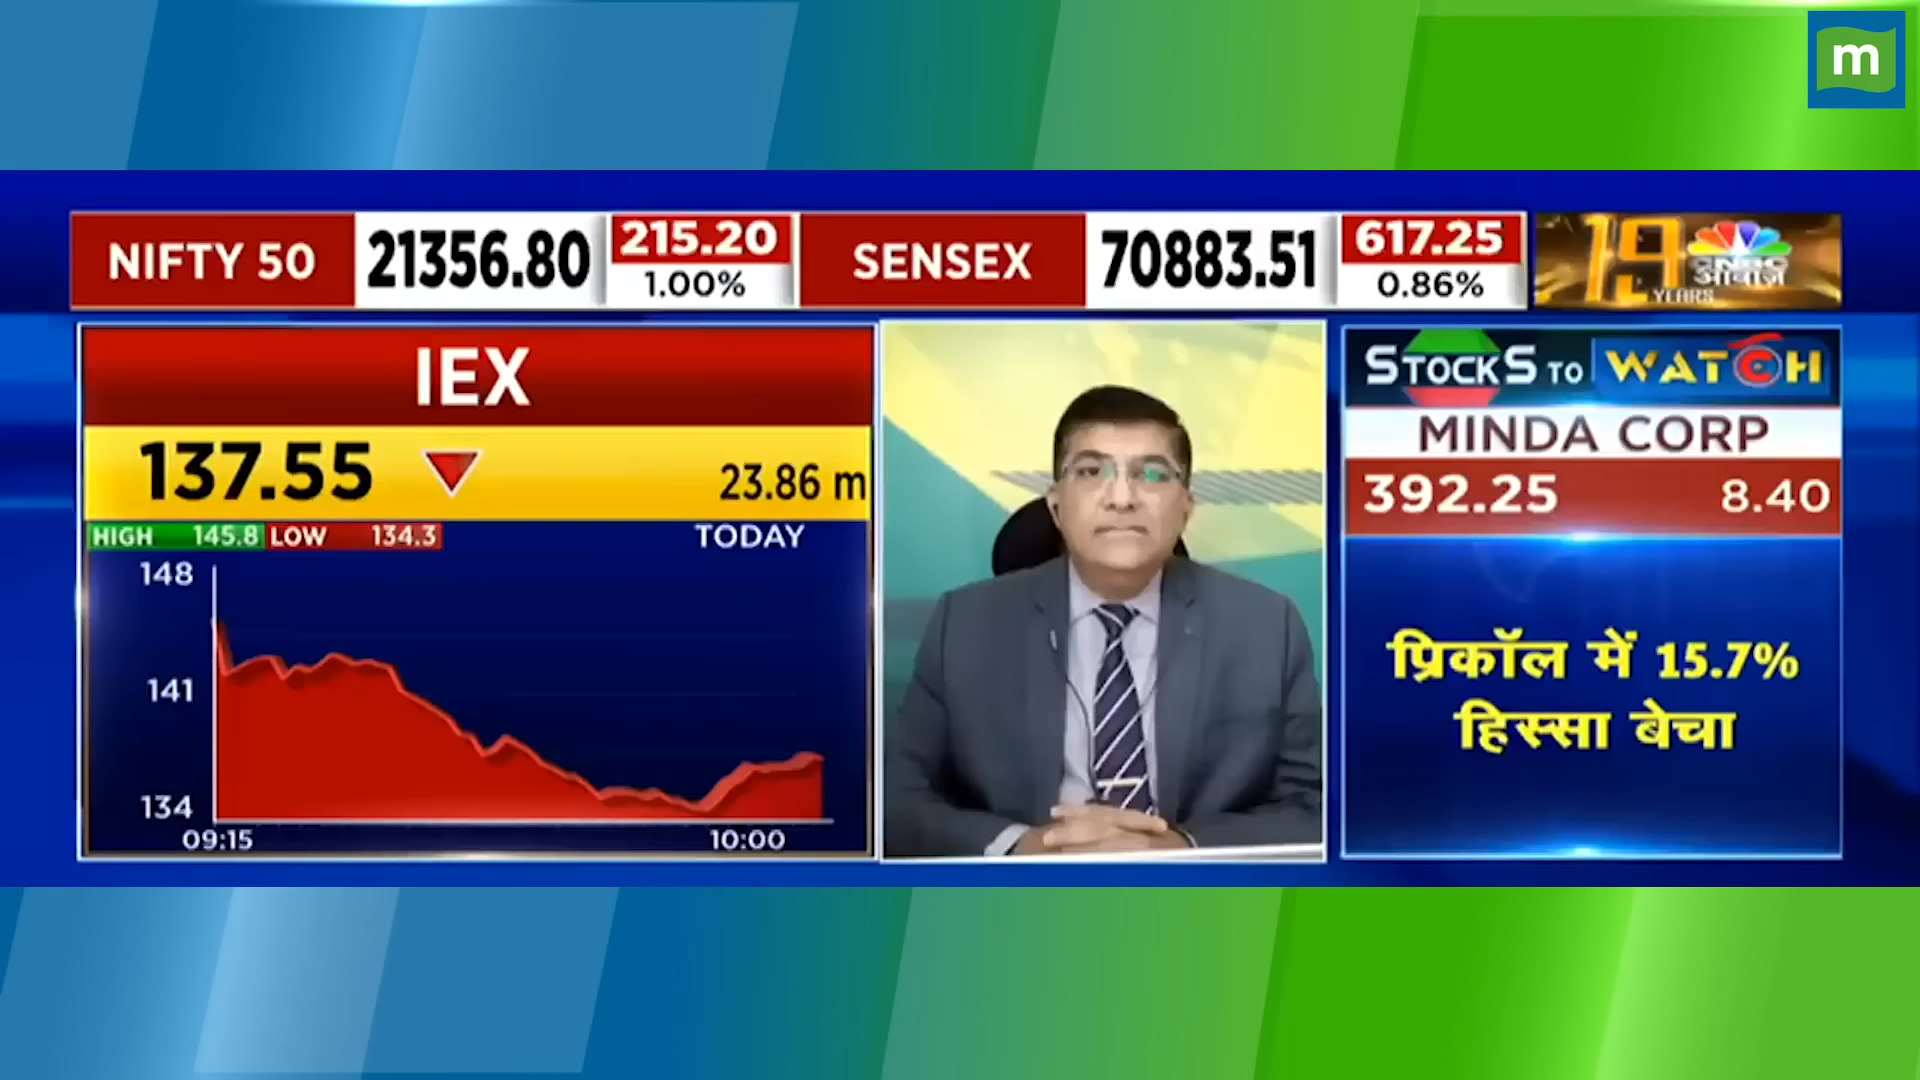 m
NIFTY 50 21356.80 215.20 1.00% SENSEX 70883.51 617.25 0.86% 19 YEARS CNBC आवाज़
IEX
137.55 23.86 m
HIGH 145.8 LOW 134.3 TODAY
148
141
134
09:15 10:00
STOCKS TO WATCH
MINDA CORP
392.25 8.40
प्रिकॉल में 15.7%
हिस्सा बेचा